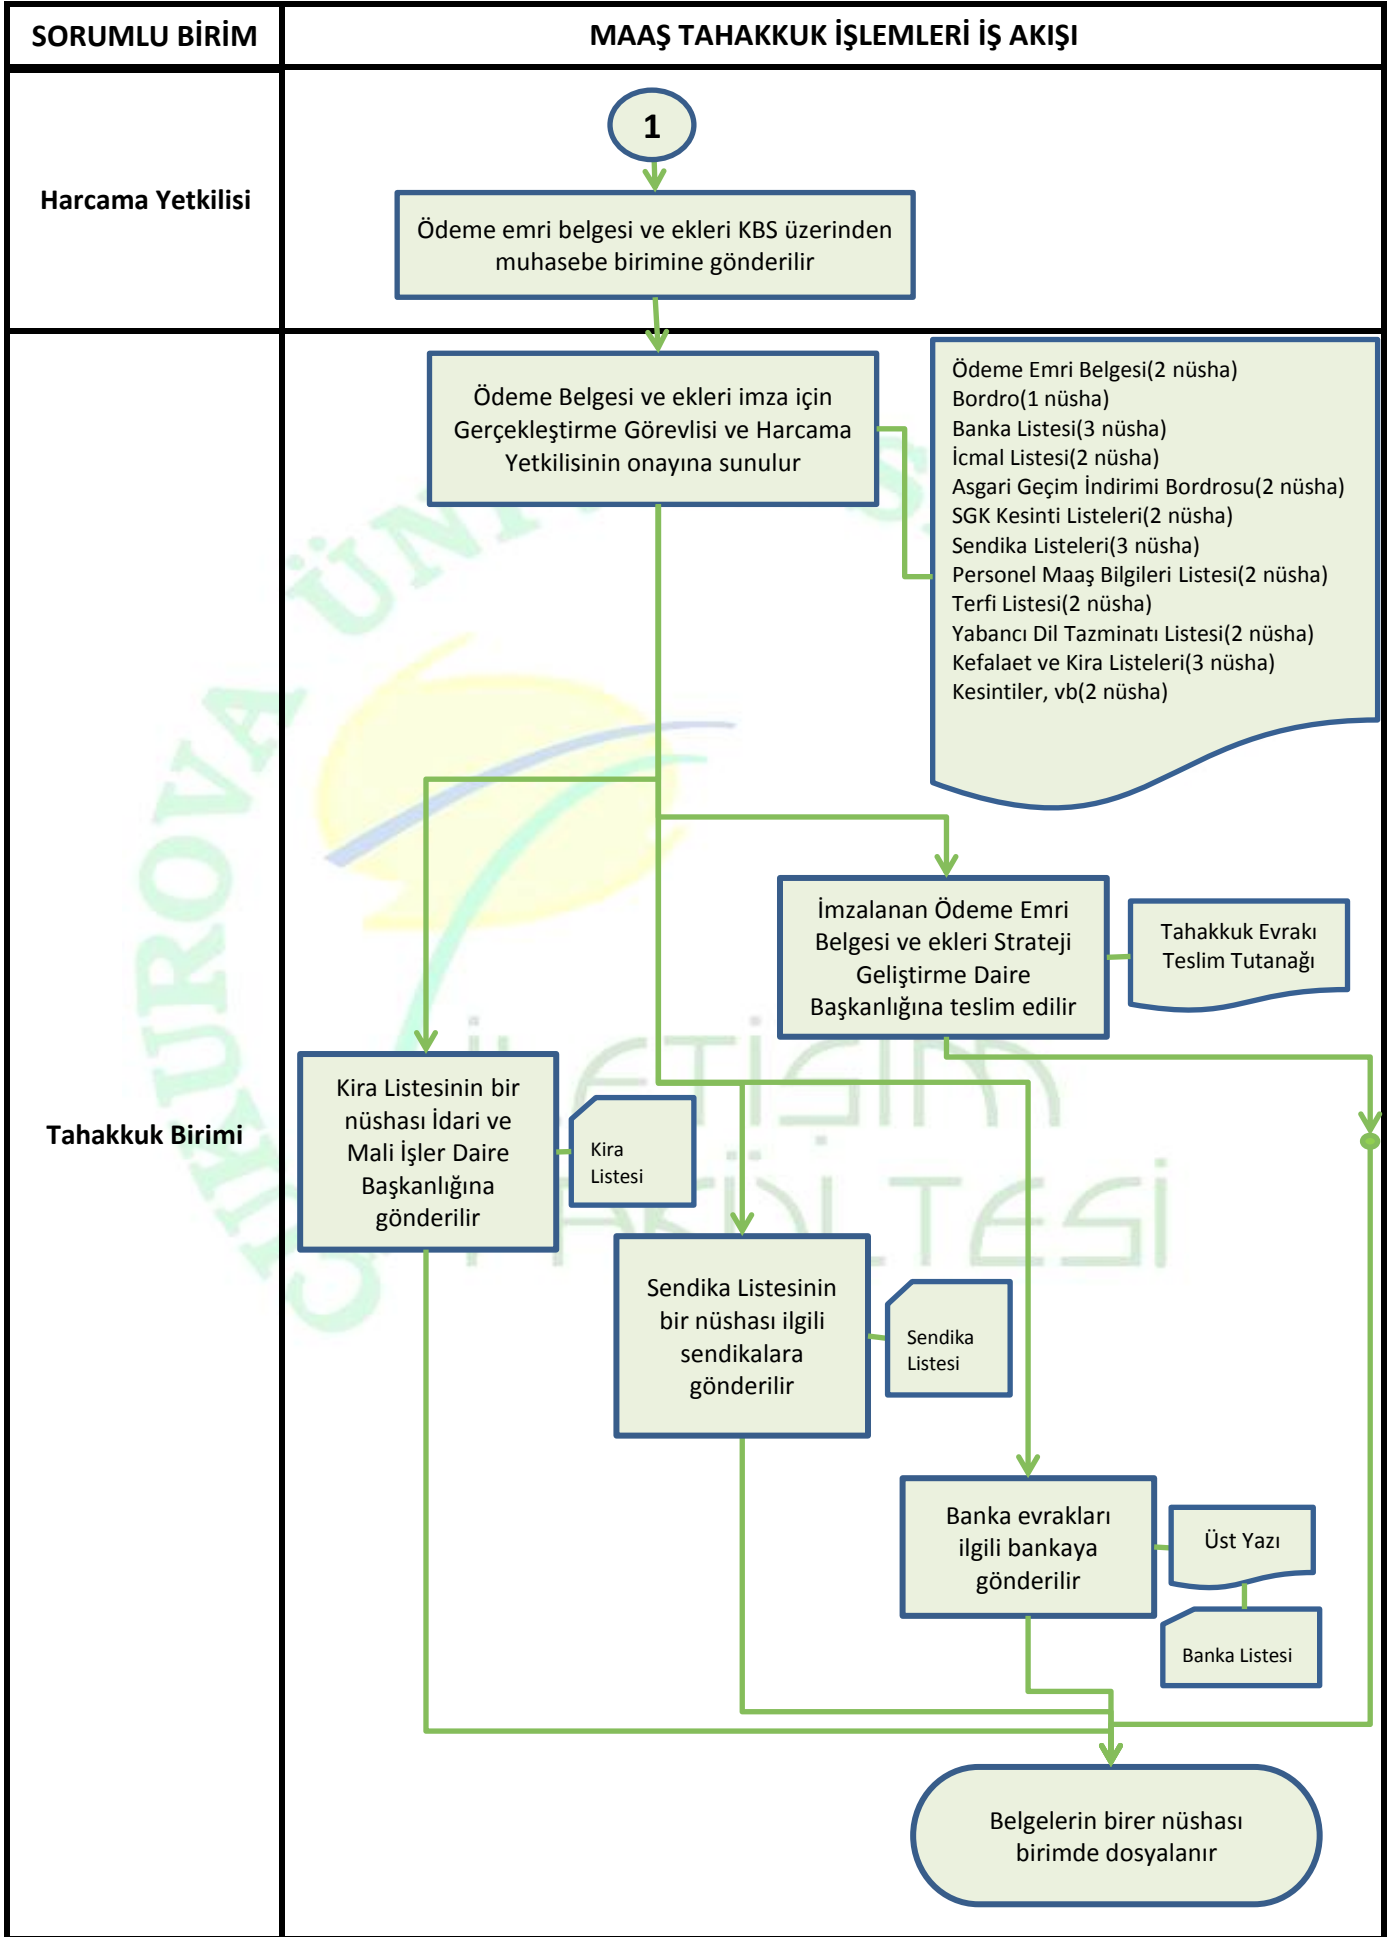 SORUMLU BİRİM
MAAŞ TAHAKKUK İŞLEMLERİ İŞ AKIŞI
Harcama Yetkilisi
1
Ödeme emri belgesi ve ekleri KBS üzerinden
muhasebe birimine gönderilir
Ödeme Belgesi ve ekleri imza için
Gerçekleştirme Görevlisi ve Harcama
Yetkilisinin onayına sunulur
Ödeme Emri Belgesi(2 nüsha)
Bordro(1 nüsha)
Banka Listesi(3 nüsha)
İcmal Listesi(2 nüsha)
Asgari Geçim İndirimi Bordrosu(2 nüsha)
SGK Kesinti Listeleri(2 nüsha)
Sendika Listeleri(3 nüsha)
Personel Maaş Bilgileri Listesi(2 nüsha)
Terfi Listesi(2 nüsha)
Yabancı Dil Tazminatı Listesi(2 nüsha)
Kefalaet ve Kira Listeleri(3 nüsha)
Kesintiler, vb(2 nüsha)
İmzalanan Ödeme Emri
Belgesi ve ekleri Strateji
Geliştirme Daire
Başkanlığına teslim edilir
Tahakkuk Evrakı
Teslim Tutanağı
Tahakkuk Birimi
Kira Listesinin bir
nüshası İdari ve
Mali İşler Daire
Başkanlığına
gönderilir
Kira
Listesi
Sendika Listesinin
bir nüshası ilgili
sendikalara
gönderilir
Sendika
Listesi
Banka evrakları
ilgili bankaya
gönderilir
Üst Yazı
Banka Listesi
Belgelerin birer nüshası
birimde dosyalanır